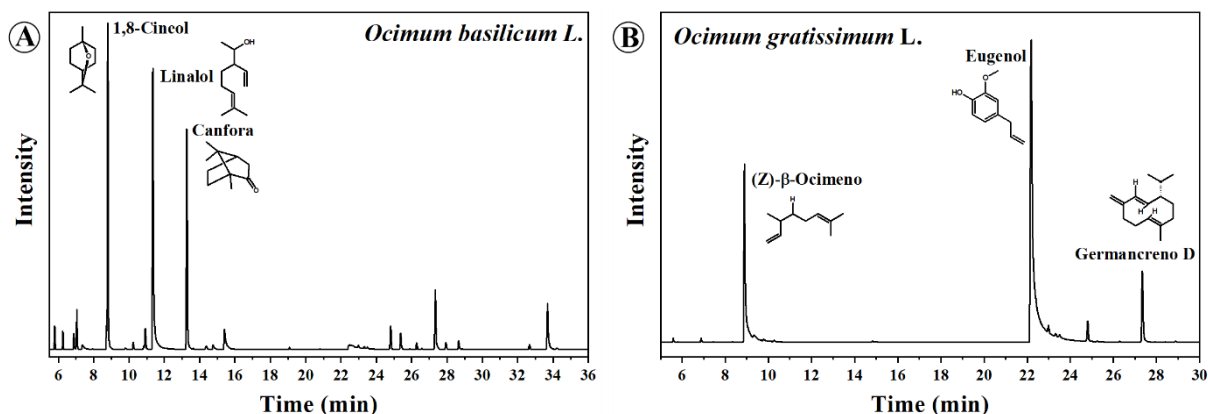 A
1,8-Cineol
Ocimum basilicum L.
OH
Linalol
O
Canfora
O
Intensity
6 8 10 12 14 16 18 20 22 24 26 28 30 32 34 36
Time (min)
B
Ocimum gratissimum L.
Eugenol
O
HO
(Z)-β-Ocimeno
H
H
H
H
Germancreno D
Intensity
6 8 10 12 14 16 18 20 22 24 26 28 30
Time (min)